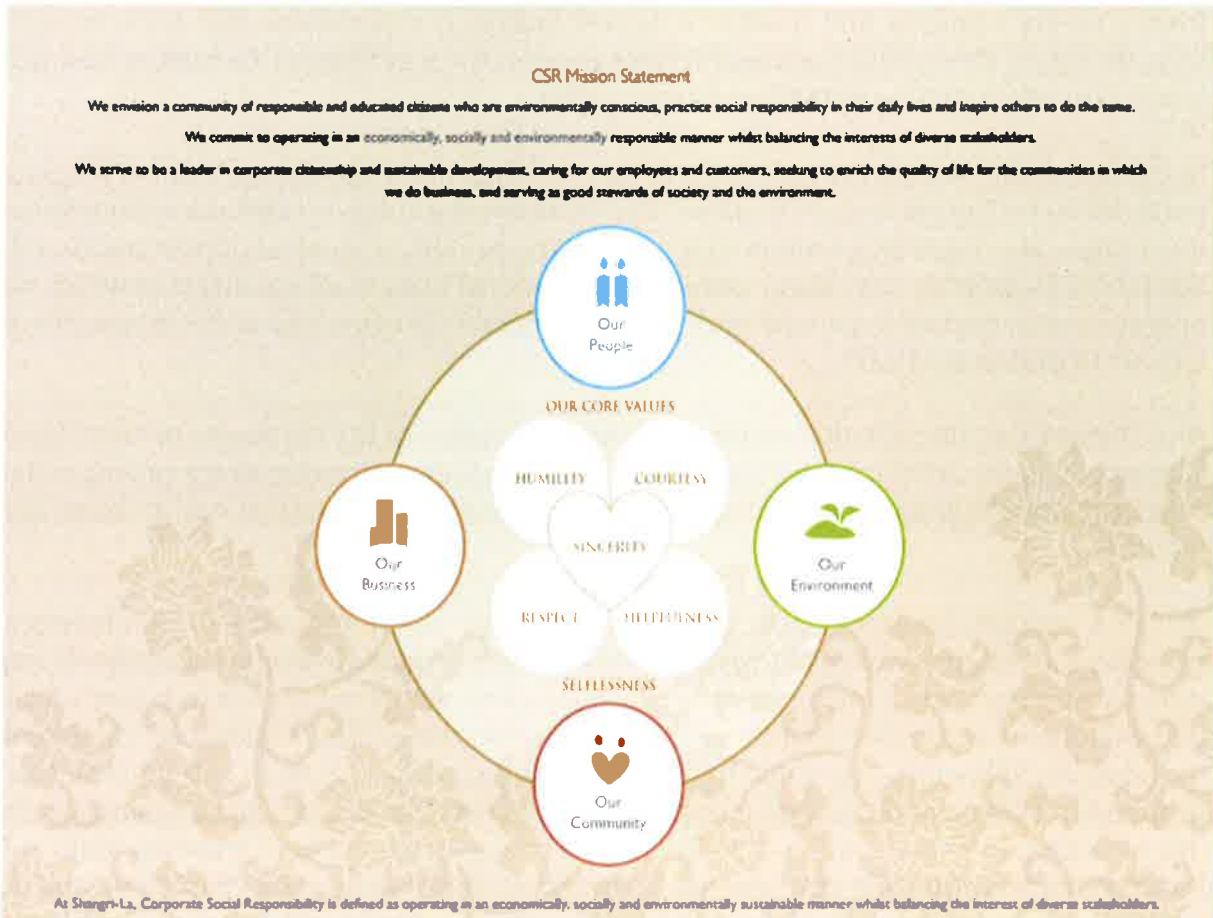 CSR Mission Statement
We envision a community of responsible and educated citizens who are environmentally conscious, practice social responsibility in their daily lives and inspire others to do the same.
We commit to operating in an economically, socially and environmentally responsible manner whilst balancing the interests of diverse stakeholders.
We strive to be a leader in corporate citizenship and sustainable development, caring for our employees and customers, seeking to enrich the quality of life for the communities in which
we do business, and serving as good stewards of society and the environment.
Our
People
OUR CORE VALUES
HUMILITY COURTESY
Our
Business
SINCERITY
Our
Environment
RESPECT HELPFULNESS
SELFLESSNESS
Our
Community
At Shangri-La, Corporate Social Responsibility is defined as operating in an economically, socially and environmentally sustainable manner whilst balancing the interest of diverse stakeholders.